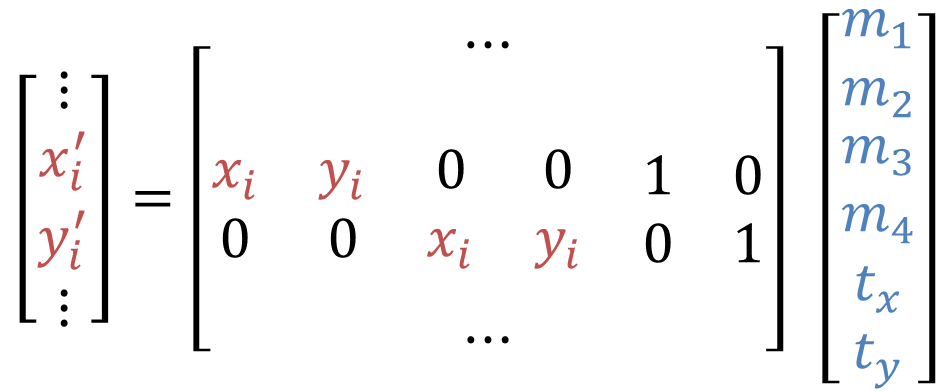 ⋮ ... m₁
m₂
x′ᵢ = xᵢ yᵢ 0 0 1 0 m₃
y′ᵢ 0 0 xᵢ yᵢ 0 1 m₄
⋮ ... tₓ
t_y